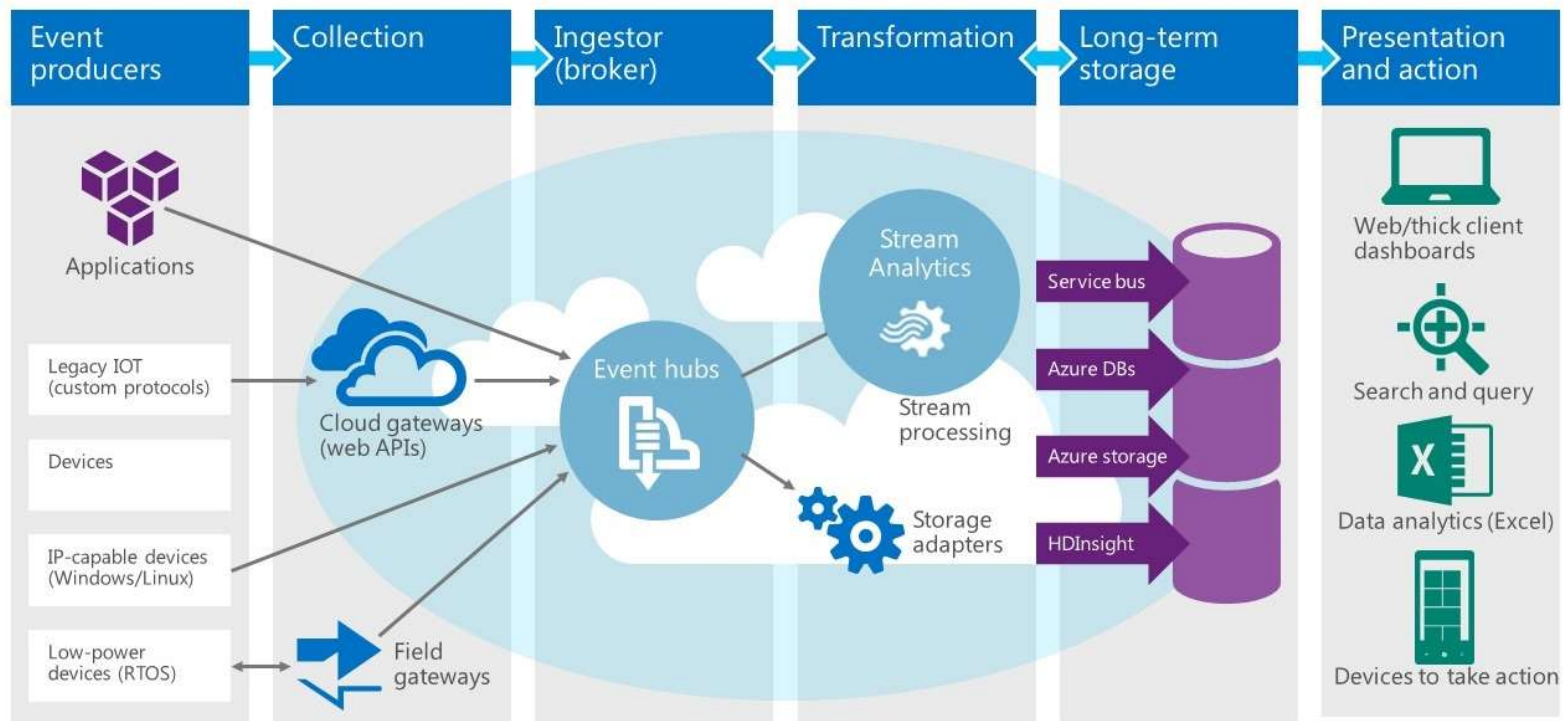 Event
producers
Collection
Ingestor
(broker)
Transformation
Long-term
storage
Presentation
and action
Applications
Legacy IOT
(custom protocols)
Devices
IP-capable devices
(Windows/Linux)
Low-power
devices (RTOS)
Cloud gateways
(web APIs)
Field
gateways
Event hubs
Stream
Analytics
Stream
processing
Storage
adapters
Service bus
Azure DBs
Azure storage
HDInsight
Web/thick client
dashboards
Search and query
X
Data analytics (Excel)
Devices to take action